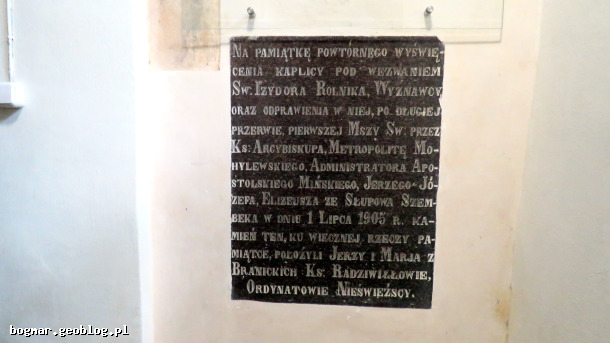 Na pamiątkę powtórnego wyświę-
cenia kaplicy pod wezwaniem
Św: Izydora Rolnika, Wyznawcy,
oraz odprawienia w niej, po długiej
przerwie, pierwszej Mszy Św: przez
Ks: Arcybiskupa, Metropolitę Mo-
hylewskiego, Administratora Apo-
stolskiego Mińskiego, Jerzego-Jó-
zefa, Elizeusza ze Słupowa Szem-
beka w dniu 1 Lipca 1905 r. ka-
mień ten, ku wiecznej, rzeczy pa-
miątce, położyli Jerzy i Marja z
Branickich Ks: Radziwiłłowie,
Ordynatowie Nieświeżscy.
bogmar.geoblog.pl